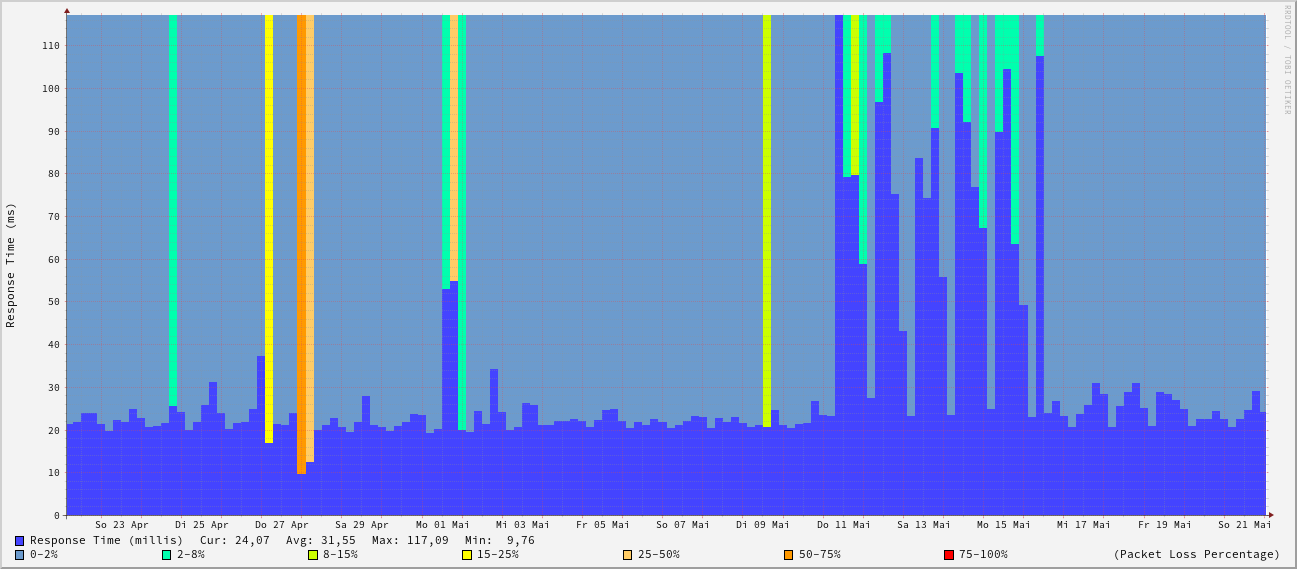 RRDTOOL / TOBI OETIKER
Response Time (ms)
110
100
90
80
70
60
50
40
30
20
10
0
So 23 Apr Di 25 Apr Do 27 Apr Sa 29 Apr Mo 01 Mai Mi 03 Mai Fr 05 Mai So 07 Mai Di 09 Mai Do 11 Mai Sa 13 Mai Mo 15 Mai Mi 17 Mai Fr 19 Mai So 21 Mai
Response Time (millis) Cur: 24,07 Avg: 31,55 Max: 117,09 Min: 9,76
0-2% 2-8% 8-15% 15-25% 25-50% 50-75% 75-100% (Packet Loss Percentage)